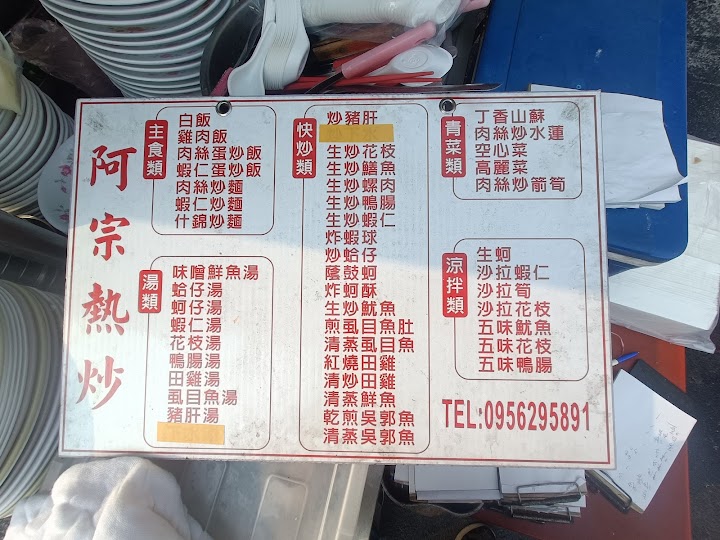 阿宗熱炒
主食類
白飯
雞肉飯
肉絲蛋炒飯
蝦仁蛋炒飯
肉絲炒麵
蝦仁炒麵
什錦炒麵
湯類
味噌鮮魚湯
蛤仔湯
蚵仔湯
蝦仁湯
花枝湯
鴨腸湯
田雞湯
虱目魚湯
豬肝湯
快炒類
炒豬肝
生炒花枝
生炒鱔魚
生炒螺肉
生炒鴨腸
生炒蝦仁
炸蝦球
炒蛤仔
蔭鼓蚵
炸蚵酥
生炒魷魚
煎虱目魚肚
清蒸虱目魚
紅燒田雞
清炒田雞
清蒸鮮魚
乾煎吳郭魚
清蒸吳郭魚
青菜類
丁香山蘇
肉絲炒水蓮
空心菜
高麗菜
肉絲炒箭筍
涼拌類
生蚵
沙拉蝦仁
沙拉筍
沙拉花枝
五味魷魚
五味花枝
五味鴨腸
TEL:0956295891